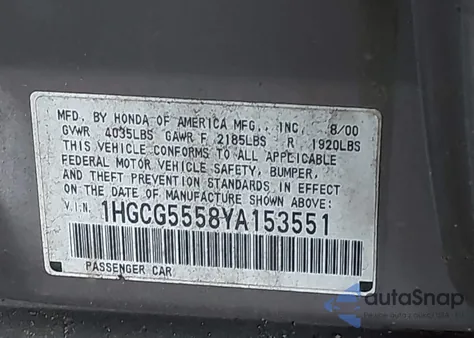 MFD. BY HONDA OF AMERICA MFG., INC. 8/00
GVWR 4035LBS GAWR F 2185LBS R 1920LBS
THIS VEHICLE CONFORMS TO ALL APPLICABLE
FEDERAL MOTOR VEHICLE SAFETY, BUMPER,
AND THEFT PREVENTION STANDARDS IN EFFECT
ON THE DATE OF MANUFACTURE SHOWN ABOVE.
V.I.N. 1HGCG5558YA153551
PASSENGER CAR
autoSnap